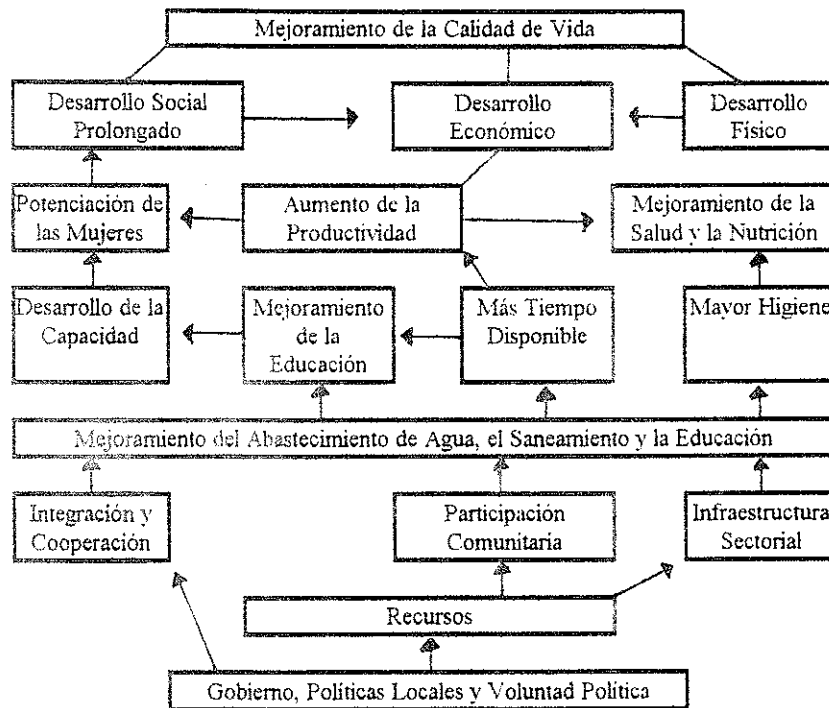 Mejoramiento de la Calidad de Vida
Desarrollo Social
Prolongado
Desarrollo
Económico
Desarrollo
Físico
Potenciación de
las Mujeres
Aumento de la
Productividad
Mejoramiento de la
Salud y la Nutrición
Desarrollo de la
Capacidad
Mejoramiento
de la
Educación
Más Tiempo
Disponible
Mayor Higiene
Mejoramiento del Abastecimiento de Agua, el Saneamiento y la Educación
Integración y
Cooperación
Participación
Comunitaria
Infraestructura
Sectorial
Recursos
Gobierno, Políticas Locales y Voluntad Política